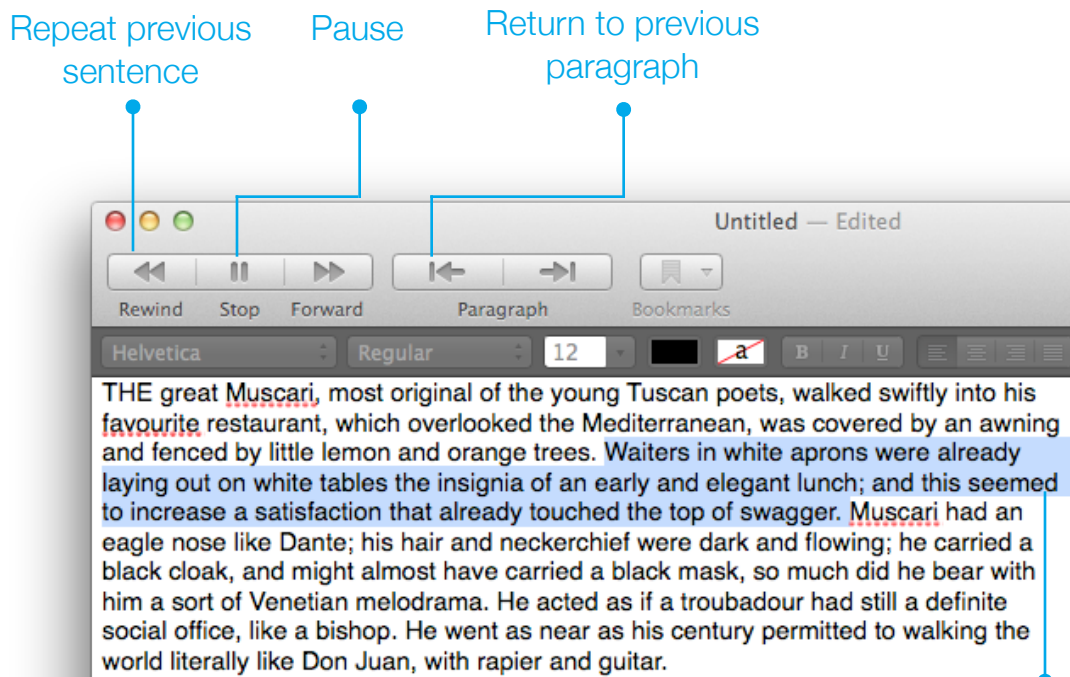 Repeat previous
sentence
Pause
Return to previous
paragraph
Untitled — Edited
Rewind Stop Forward Paragraph Bookmarks
Helvetica Regular 12 a B I U
THE great Muscari, most original of the young Tuscan poets, walked swiftly into his
favourite restaurant, which overlooked the Mediterranean, was covered by an awning
and fenced by little lemon and orange trees. Waiters in white aprons were already
laying out on white tables the insignia of an early and elegant lunch; and this seemed
to increase a satisfaction that already touched the top of swagger. Muscari had an
eagle nose like Dante; his hair and neckerchief were dark and flowing; he carried a
black cloak, and might almost have carried a black mask, so much did he bear with
him a sort of Venetian melodrama. He acted as if a troubadour had still a definite
social office, like a bishop. He went as near as his century permitted to walking the
world literally like Don Juan, with rapier and guitar.